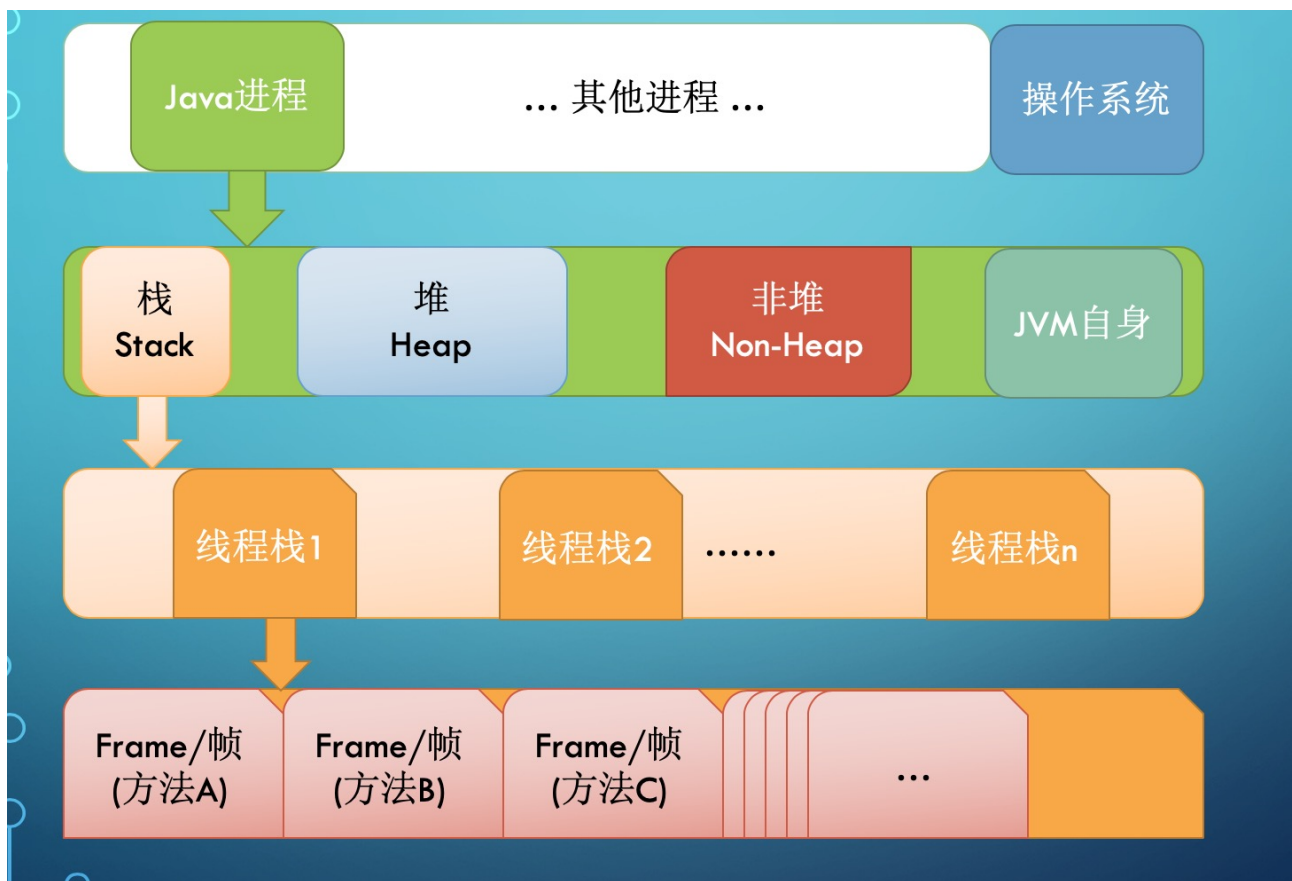 Java进程
... 其他进程 ...
操作系统
栈
Stack
堆
Heap
非堆
Non-Heap
JVM自身
线程栈1
线程栈2
......
线程栈n
Frame/帧
(方法A)
Frame/帧
(方法B)
Frame/帧
(方法C)
...